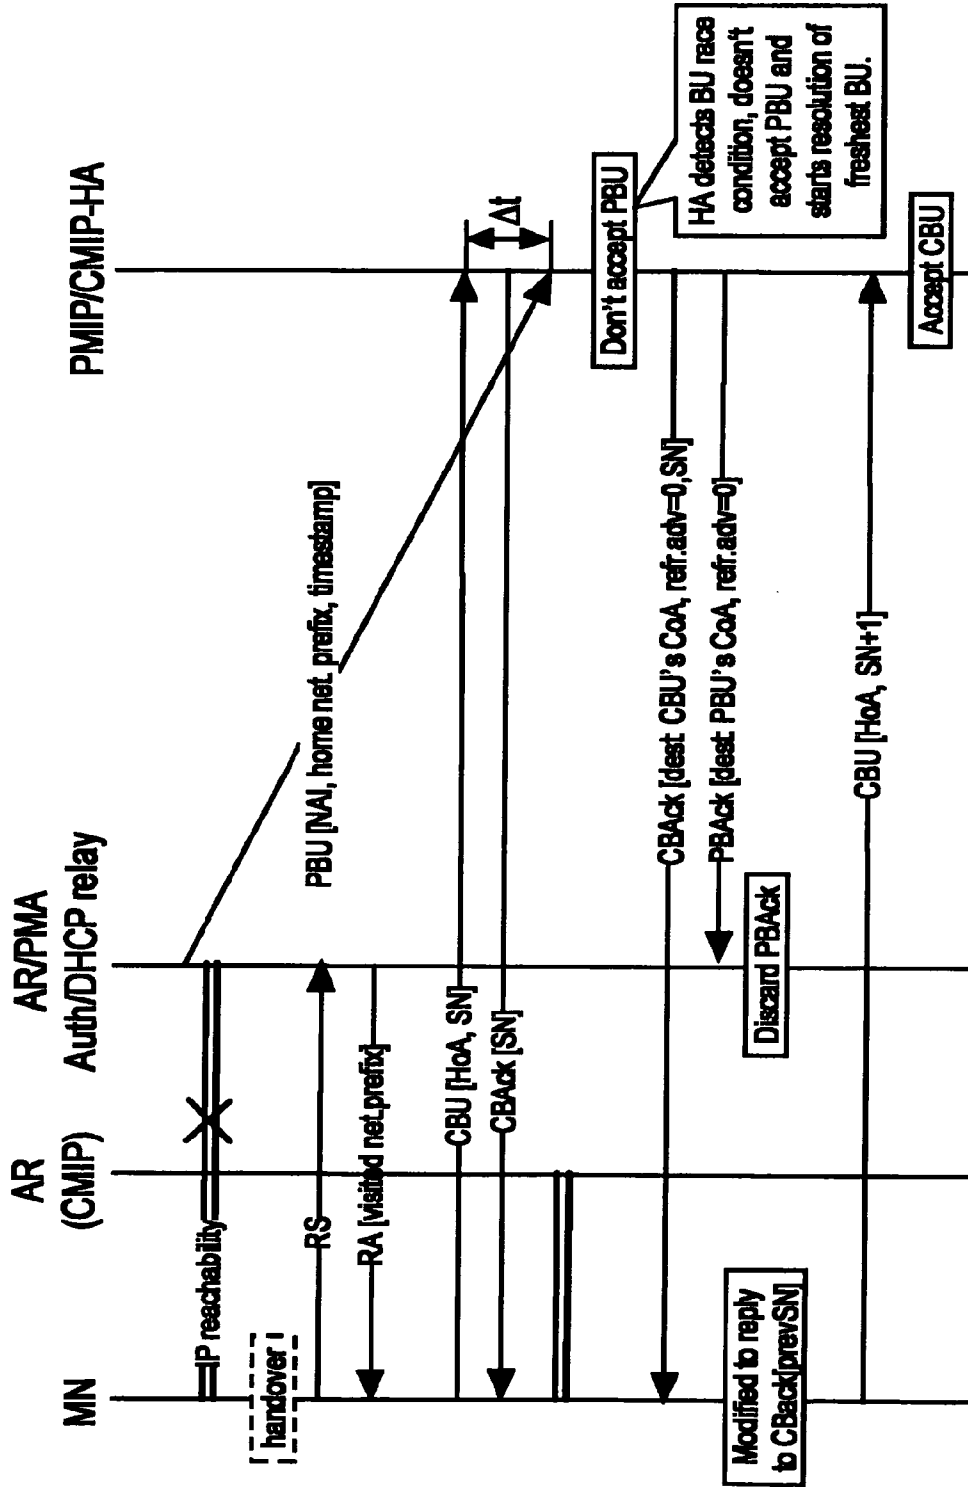 MN
AR
(CMIP)
AR/PMA
Auth/DHCP relay
PMIP/CMIP-HA
IP reachability
handover
PBU [NAI, home net. prefix, timestamp]
RS
RA [visited net.prefix]
CBU [HoA, SN]
Δt
CBAck [SN]
Don't accept PBU
HA detects BU race
condition, doesn't
accept PBU and
starts resolution of
freshest BU.
CBAck [dest CBU's CoA, refr.adv=0,SN]
PBAck [dest PBU's CoA, refr.adv=0]
Discard PBAck
Modified to reply
to CBack[prevSN]
CBU [HoA, SN+1]
Accept CBU